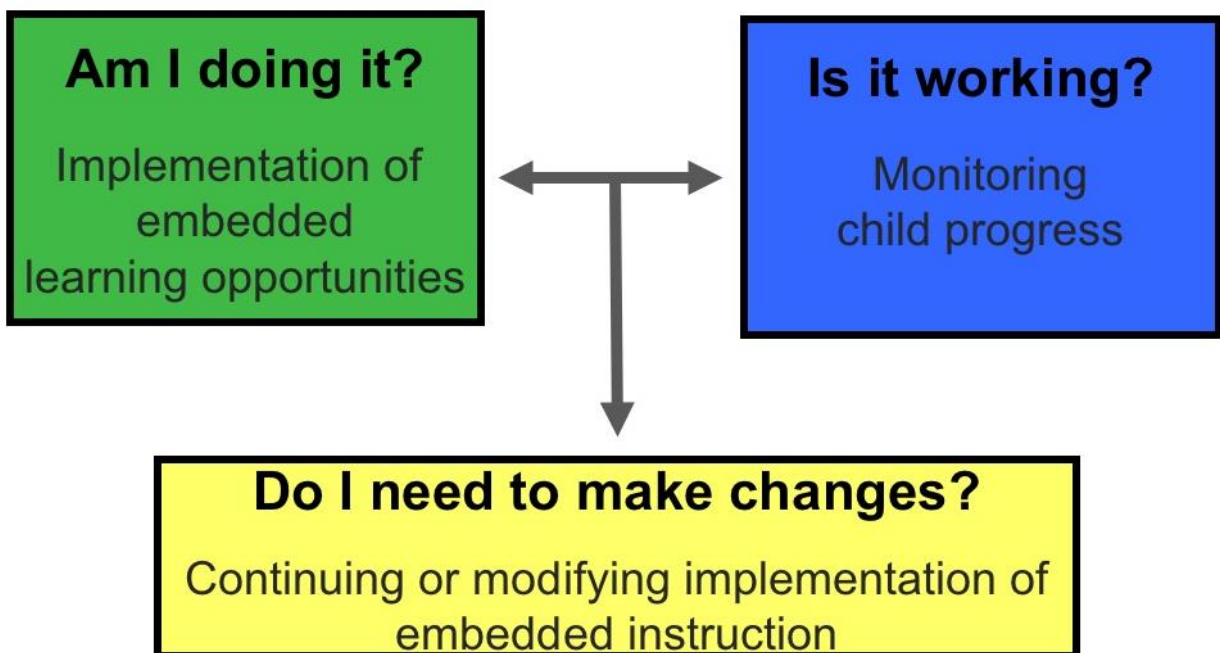 Am I doing it?
Implementation of
embedded
learning opportunities
Is it working?
Monitoring
child progress
Do I need to make changes?
Continuing or modifying implementation of
embedded instruction